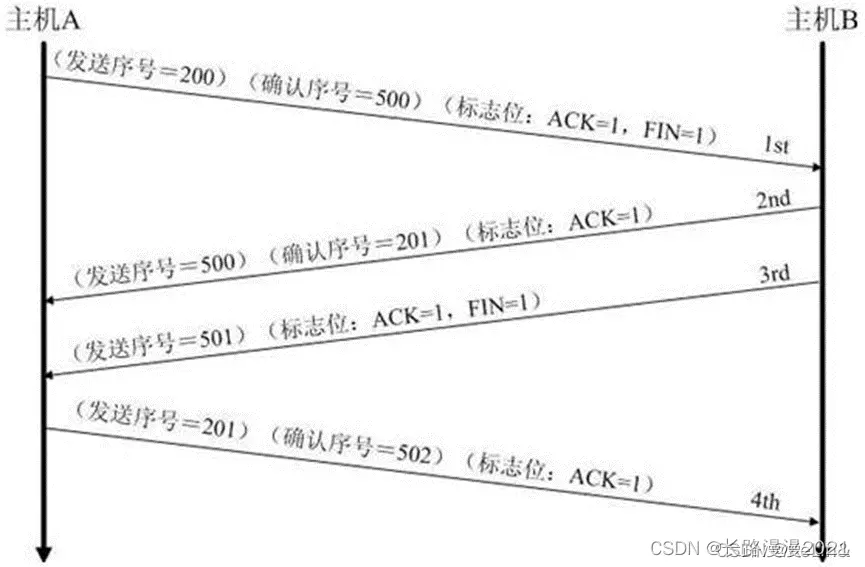 主机A
主机B
（发送序号＝200）（确认序号＝500）（标志位：ACK=1，FIN=1）
1st
2nd
（发送序号＝500）（确认序号＝201）（标志位：ACK=1）
3rd
（发送序号＝501）（标志位：ACK=1，FIN=1）
（发送序号＝201）（确认序号＝502）（标志位：ACK=1）
4th
CSDN @长路漫漫2021